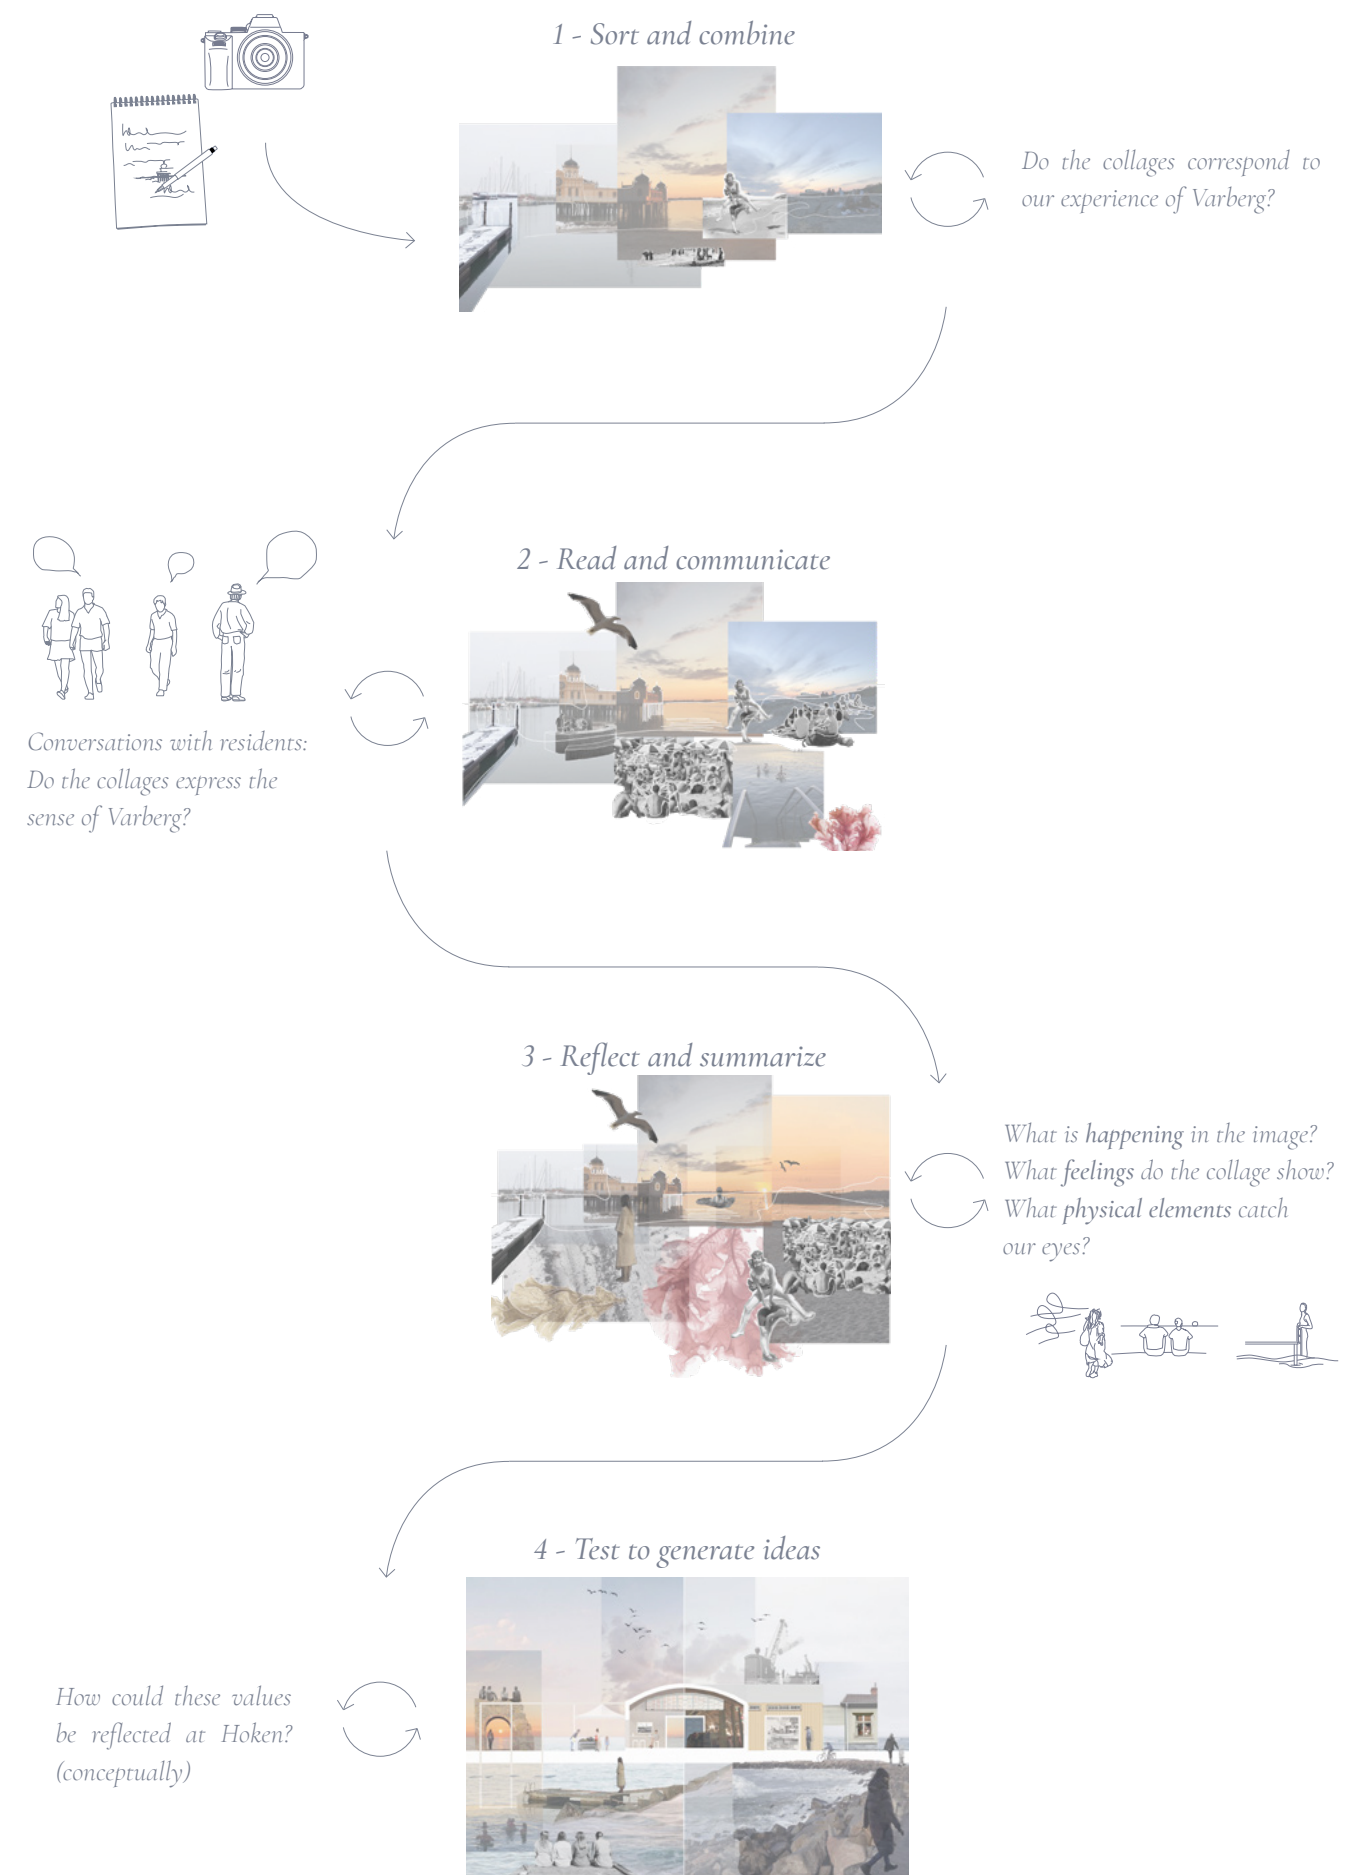 1 - Sort and combine
Do the collages correspond to
our experience of Varberg?
2 - Read and communicate
Conversations with residents:
Do the collages express the
sense of Varberg?
3 - Reflect and summarize
What is happening in the image?
What feelings do the collage show?
What physical elements catch
our eyes?
4 - Test to generate ideas
How could these values
be reflected at Hoken?
(conceptually)